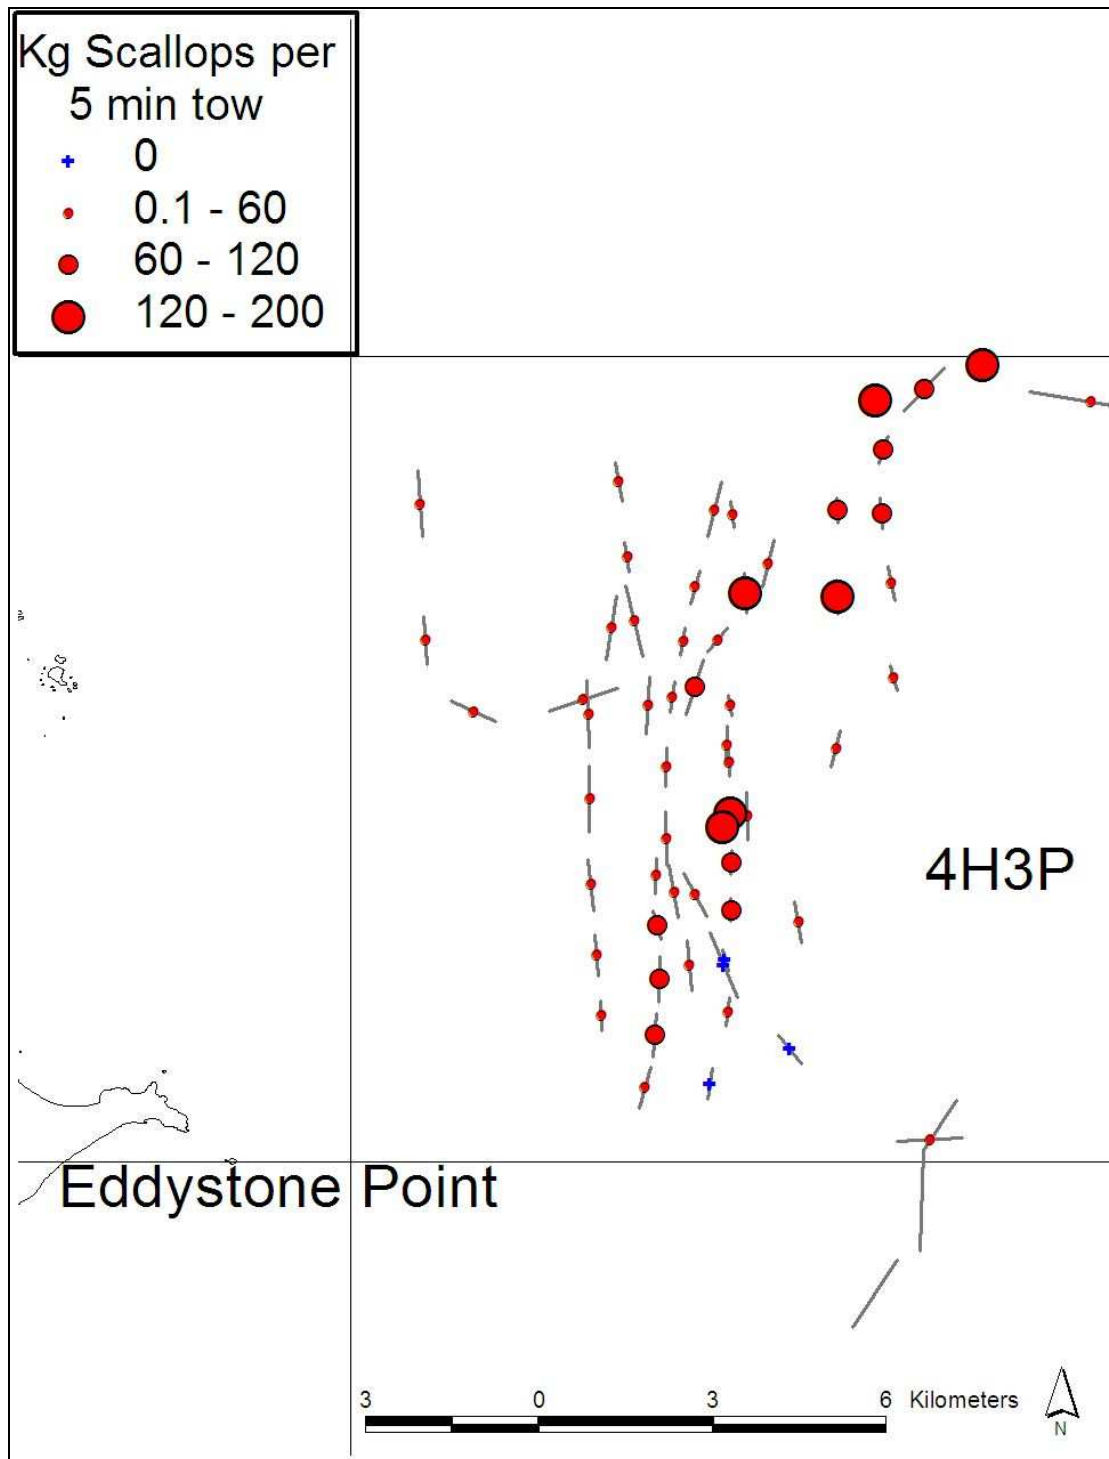 Kg Scallops per
5 min tow
0
0.1 - 60
60 - 120
120 - 200
4H3P
Eddystone Point
3 0 3 6 Kilometers
N